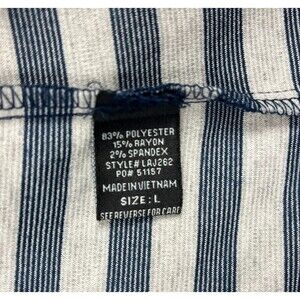 83% POLYESTER
15% RAYON
2% SPANDEX
STYLE# LAJ262
PO# 51157
MADE IN VIETNAM
SIZE: L
SEE REVERSE FOR CARE